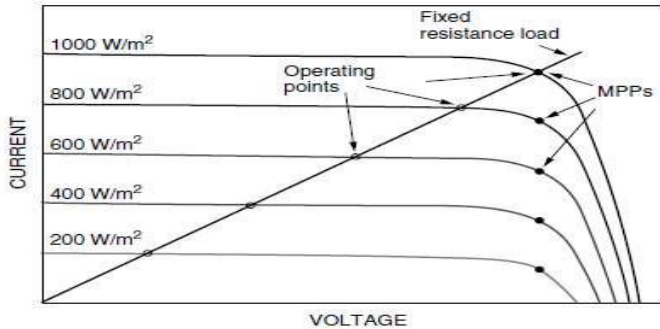 Fixed
resistance load
1000 W/m²
Operating
points
800 W/m²
MPPs
600 W/m²
400 W/m²
200 W/m²
CURRENT
VOLTAGE